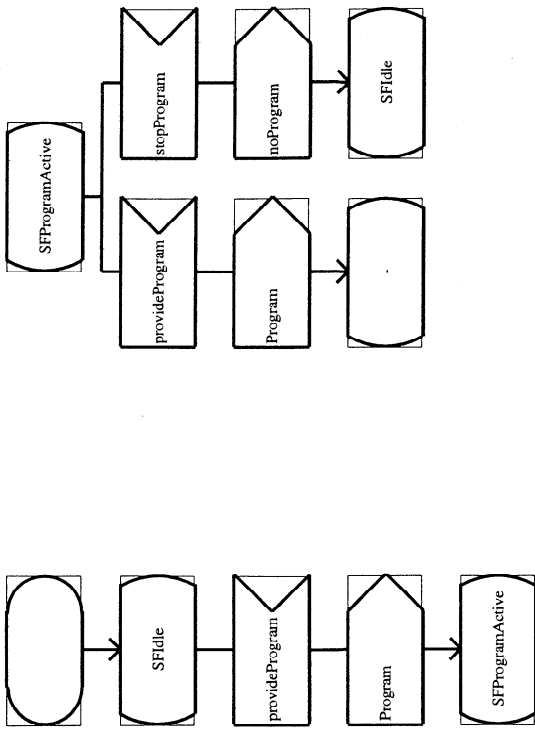 SFIdle
provideProgram
Program
SFProgramActive
SFProgramActive
provideProgram
Program
-
stopProgram
noProgram
SFIdle